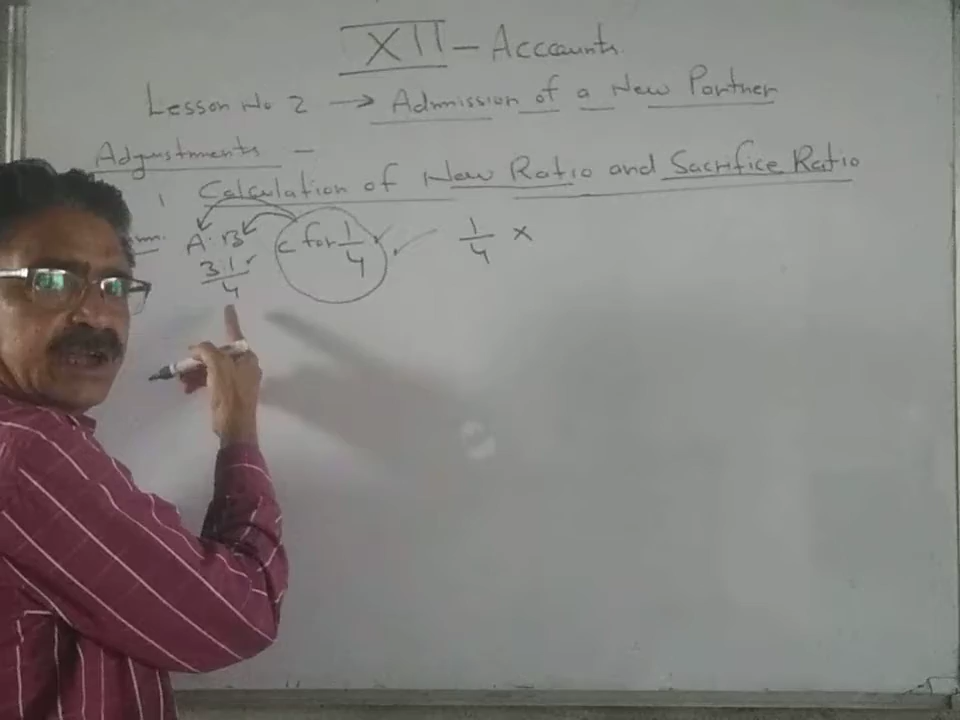 XII - Acccounts.
Lesson No 2 → Admission of a New Partner
Adjustments -
1 Calculation of New Ratio and Sacrifice Ratio
A. B C for 1/4 ✓ 1/4 ×
3 1
4